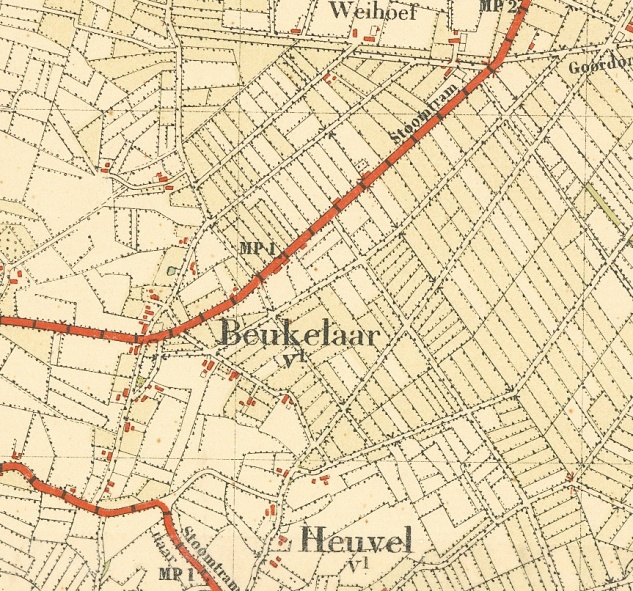 Weihoef
MP 2
Goordon
Stoomtram
MP 1
Beukelaar
vl
Heuvel
vl
Stoomtram
MP 1